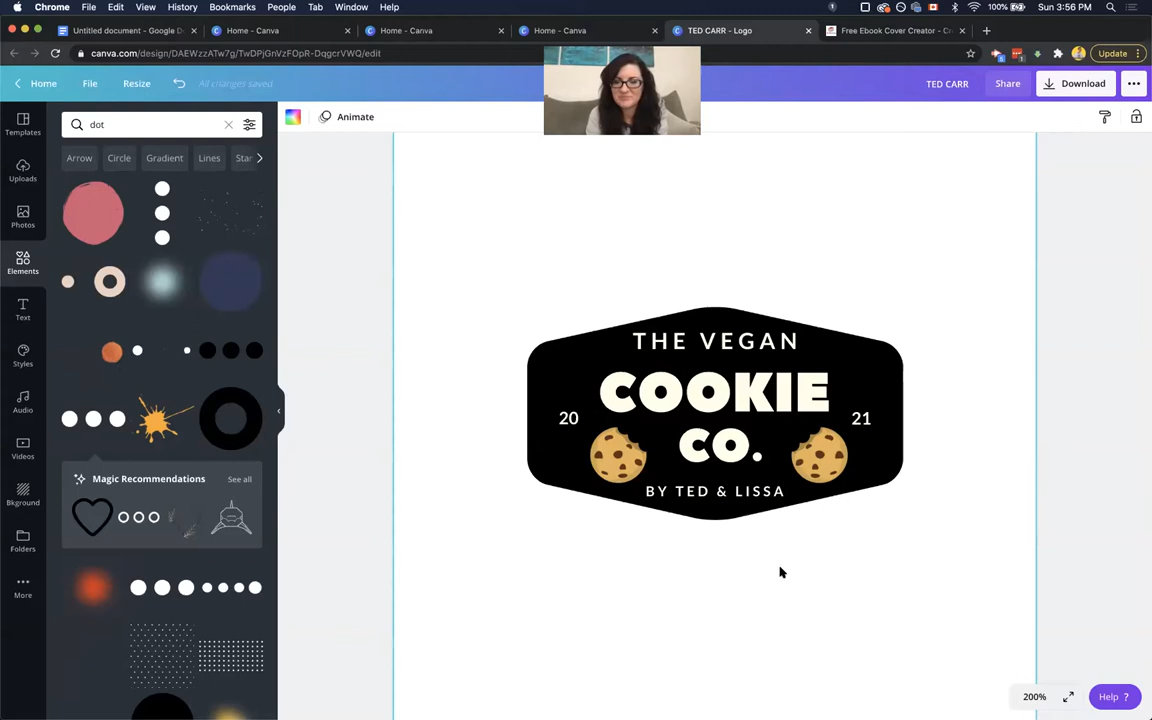 Chrome File Edit View History Bookmarks People Tab Window Help
100% Sun 3:56 PM
Untitled document - Google D
Home - Canva
Home - Canva
Home - Canva
TED CARR - Logo
Free Ebook Cover Creator - Cr
canva.com/design/DAEWzzATw7g/TwDPjGnVzFOpR-DqgcrVWQ/edit
Update
Home File Resize All changes saved
TED CARR Share Download
dot
Animate
Arrow Circle Gradient Lines Star
Templates
Uploads
Photos
Elements
Text
Styles
Audio
Videos
Bkground
Folders
More
Magic Recommendations See all
THE VEGAN
COOKIE
20 21
CO.
BY TED & LISSA
200% Help ?